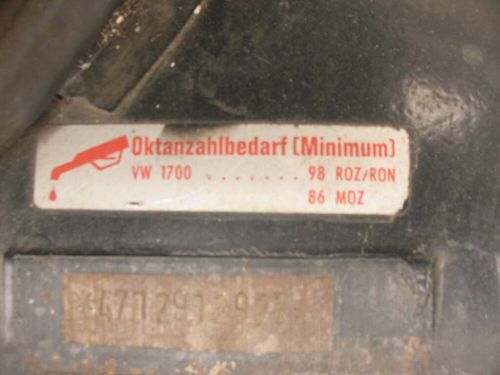 Oktanzahlbedarf (Minimum)
VW 1700 ....... 98 ROZ/RON
86 MOZ